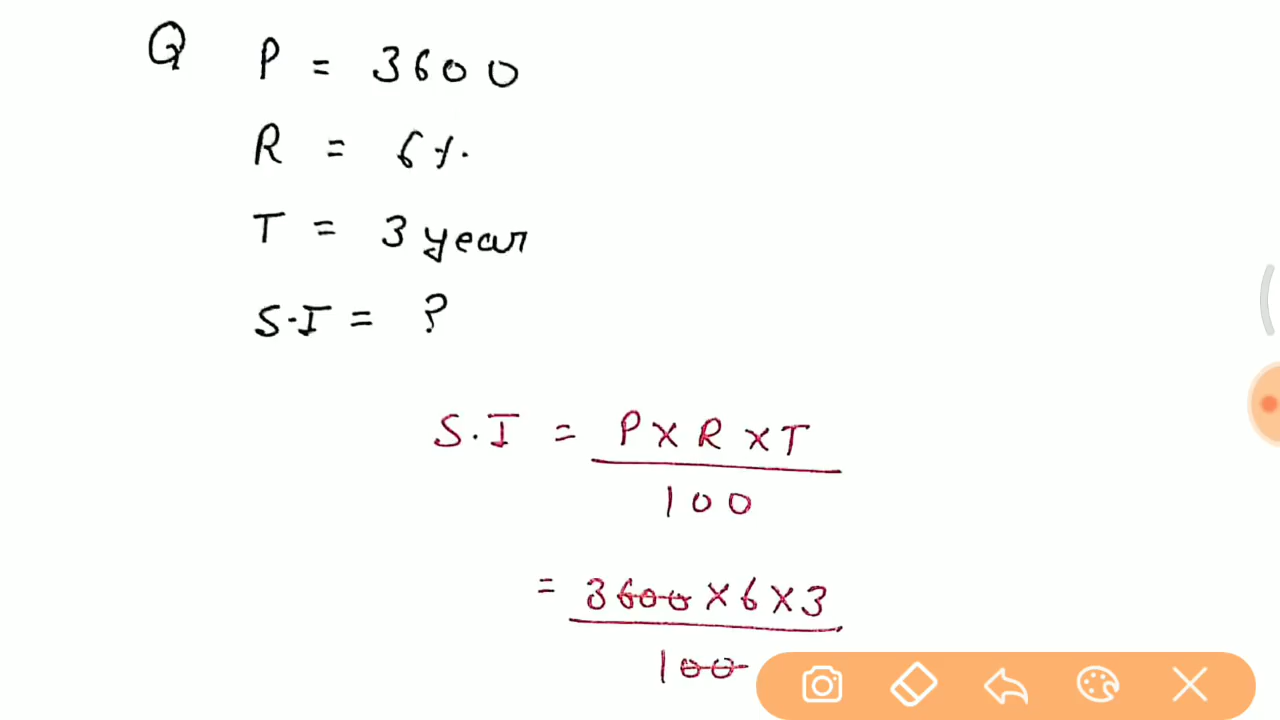 Q P = 3600
R = 6%
T = 3 year
S.I = ?
S.I = P × R × T
100
= 3600 × 6 × 3
100